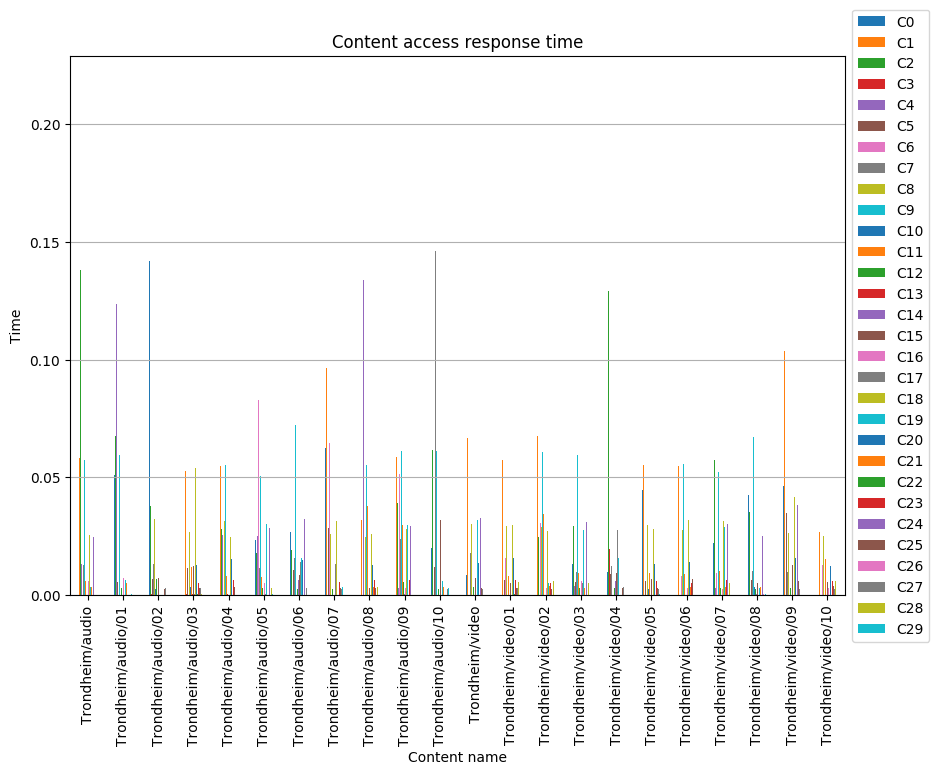 Content access response time
Time
0.20
0.15
0.10
0.05
0.00
Trondheim/audio
Trondheim/audio/01
Trondheim/audio/02
Trondheim/audio/03
Trondheim/audio/04
Trondheim/audio/05
Trondheim/audio/06
Trondheim/audio/07
Trondheim/audio/08
Trondheim/audio/09
Trondheim/audio/10
Trondheim/video
Trondheim/video/01
Trondheim/video/02
Trondheim/video/03
Trondheim/video/04
Trondheim/video/05
Trondheim/video/06
Trondheim/video/07
Trondheim/video/08
Trondheim/video/09
Trondheim/video/10
Content name
C0
C1
C2
C3
C4
C5
C6
C7
C8
C9
C10
C11
C12
C13
C14
C15
C16
C17
C18
C19
C20
C21
C22
C23
C24
C25
C26
C27
C28
C29